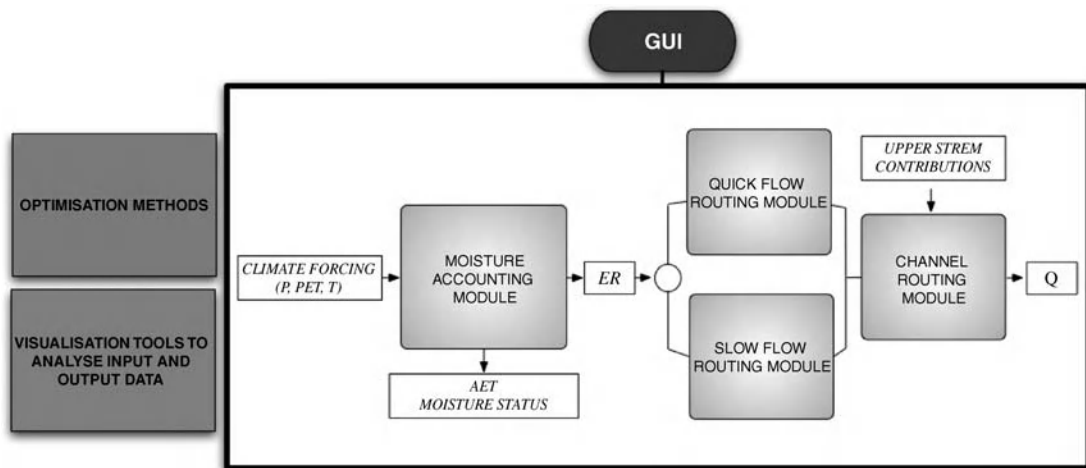 GUI
OPTIMISATION METHODS
VISUALISATION TOOLS TO
ANALYSE INPUT AND
OUTPUT DATA
CLIMATE FORCING
(P, PET, T)
MOISTURE
ACCOUNTING
MODULE
AET
MOISTURE STATUS
ER
QUICK FLOW
ROUTING MODULE
SLOW FLOW
ROUTING MODULE
UPPER STREM
CONTRIBUTIONS
CHANNEL
ROUTING
MODULE
Q